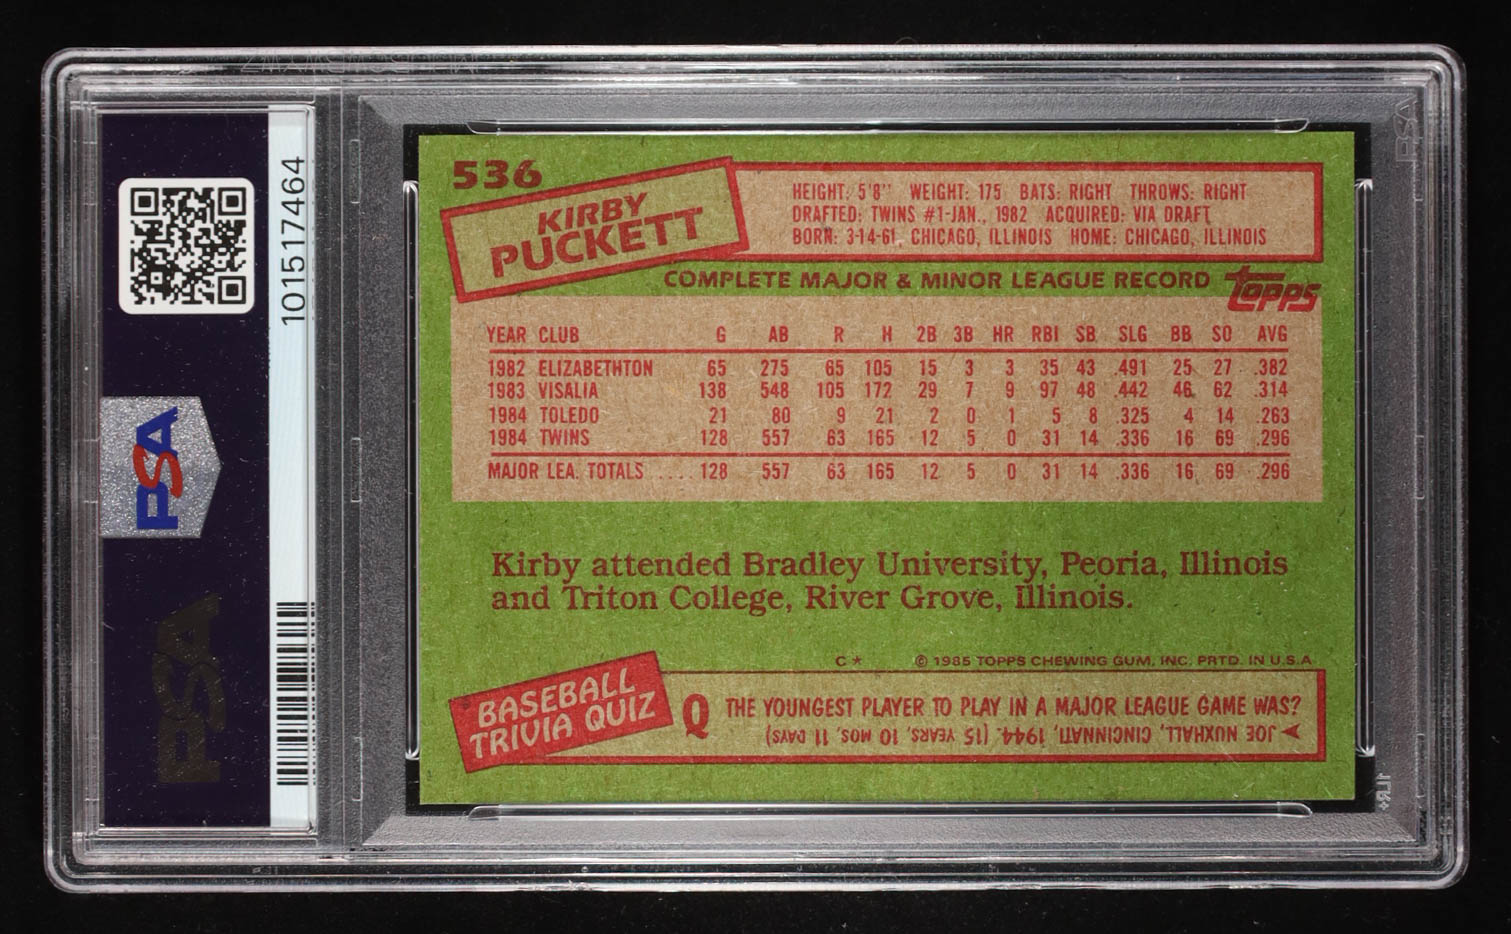 101517464
PSA
PSA
PSA
1LR+
536
KIRBY
PUCKETT
HEIGHT: 5'8" WEIGHT: 175 BATS: RIGHT THROWS: RIGHT
DRAFTED: TWINS #1-JAN., 1982 ACQUIRED: VIA DRAFT
BORN: 3-14-61, CHICAGO, ILLINOIS HOME: CHICAGO, ILLINOIS
COMPLETE MAJOR & MINOR LEAGUE RECORD topps
YEAR CLUB G AB R H 2B 3B HR RBI SB SLG BB SO AVG
1982 ELIZABETHTON 65 275 65 105 15 3 3 35 43 .491 25 27 .382
1983 VISALIA 138 548 105 172 29 7 9 97 48 .442 46 62 .314
1984 TOLEDO 21 80 9 21 2 0 1 5 8 .325 4 14 .263
1984 TWINS 128 557 63 165 12 5 0 31 14 .336 16 69 .296
MAJOR LEA. TOTALS .... 128 557 63 165 12 5 0 31 14 .336 16 69 .296
Kirby attended Bradley University, Peoria, Illinois
and Triton College, River Grove, Illinois.
C* © 1985 TOPPS CHEWING GUM, INC. PRTD. IN U.S.A
BASEBALL
TRIVIA QUIZ
Q THE YOUNGEST PLAYER TO PLAY IN A MAJOR LEAGUE GAME WAS?
JOE NUXHALL, CINCINNATI, 1944. (15 YEARS, 10 MOS, 11 DAYS)